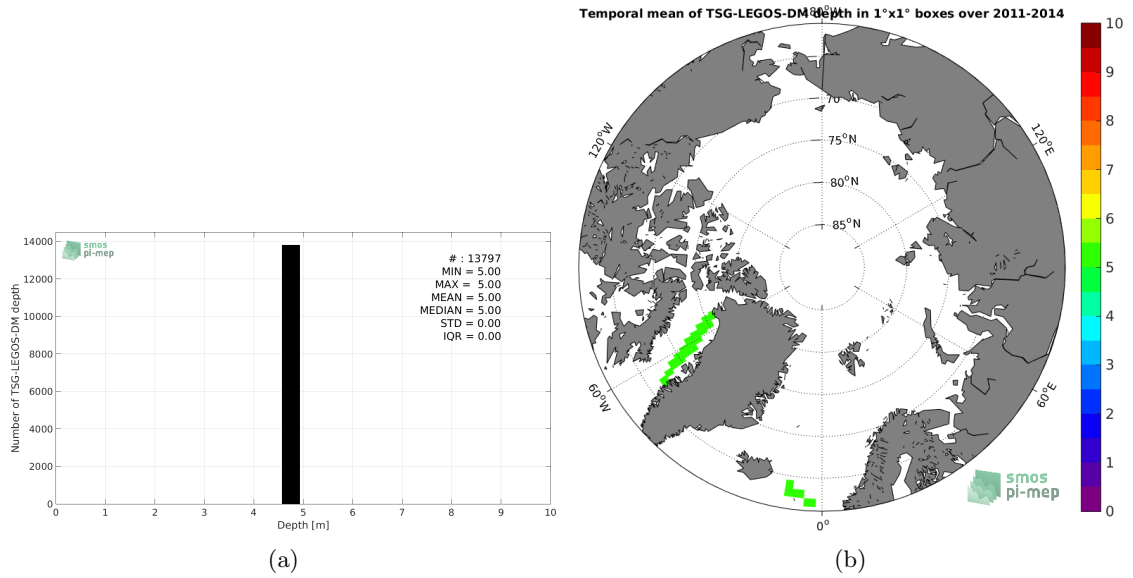 smos
pi-mep
14000
12000
10000
8000
6000
4000
2000
0
Number of TSG-LEGOS-DM depth
# : 13797
MIN = 5.00
MAX = 5.00
MEAN = 5.00
MEDIAN = 5.00
STD = 0.00
IQR = 0.00
0 1 2 3 4 5 6 7 8 9 10
Depth [m]
(a)
Temporal mean of TSG-LEGOS-DM depth in 1°x1° boxes over 2011-2014
120°W
120°E
75°N
80°N
85°N
60°W
60°E
0°
smos
pi-mep
10
9
8
7
6
5
4
3
2
1
0
(b)